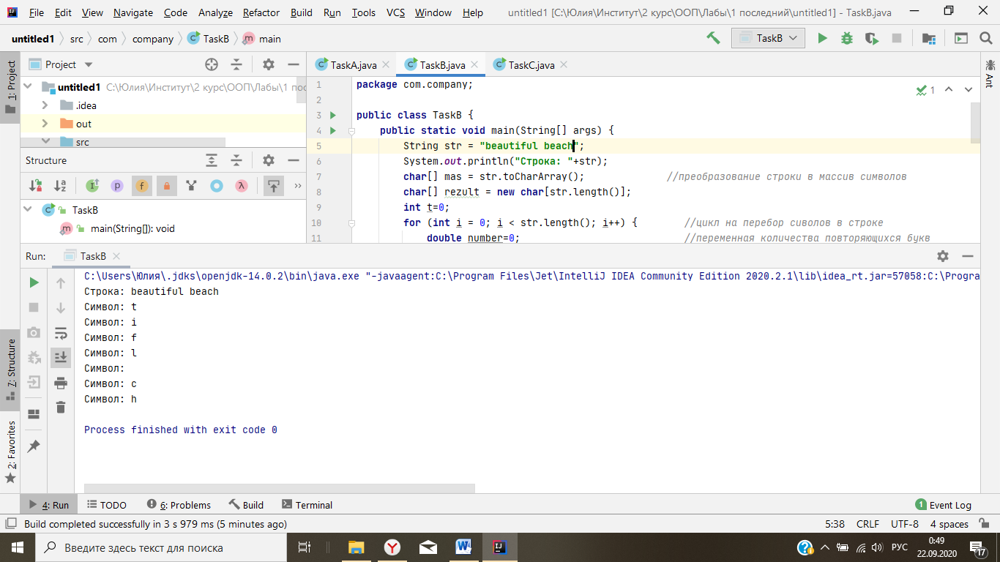 File Edit View Navigate Code Analyze Refactor Build Run Tools VCS Window Help untitled1 [C:\Юлия\Институт\2 курс\ООП\Лабы\1 последний\untitled1] - TaskB.java
untitled1 src com company TaskB main TaskB
1: Project
Project
TaskA.java TaskB.java TaskC.java
Ant
untitled1 C:\Юлия\Институт\2 курс\ООП\Лабы\1 пос
.idea
out
src
Structure
TaskB
main(String[]): void
1
1 package com.company;
2
3 public class TaskB {
4 public static void main(String[] args) {
5 String str = "beautiful beach";
6 System.out.println("Строка: "+str);
7 char[] mas = str.toCharArray(); //преобразование строки в массив символов
8 char[] rezult = new char[str.length()];
9 int t=0;
10 for (int i = 0; i < str.length(); i++) { //цикл на перебор сиволов в строке
11 double number=0; //переменная количества повторяющихся букв
Run: TaskB
C:\Users\Юлия\.jdks\openjdk-14.0.2\bin\java.exe "-javaagent:C:\Program Files\Jet\IntelliJ IDEA Community Edition 2020.2.1\lib\idea_rt.jar=57058:C:\Progra
Строка: beautiful beach
Символ: t
Символ: i
Символ: f
Символ: l
Символ:
Символ: c
Символ: h
Process finished with exit code 0
7: Structure
2: Favorites
4: Run TODO 6: Problems Build Terminal 1 Event Log
Build completed successfully in 3 s 979 ms (5 minutes ago) 5:38 CRLF UTF-8 4 spaces
Введите здесь текст для поиска РУС 0:49
22.09.2020 17